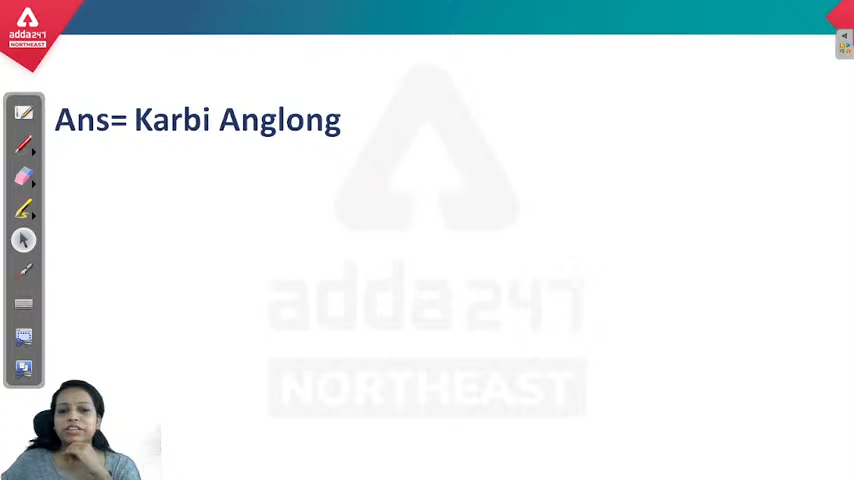 adda247
NORTHEAST
Ans= Karbi Anglong
adda247
NORTHEAST